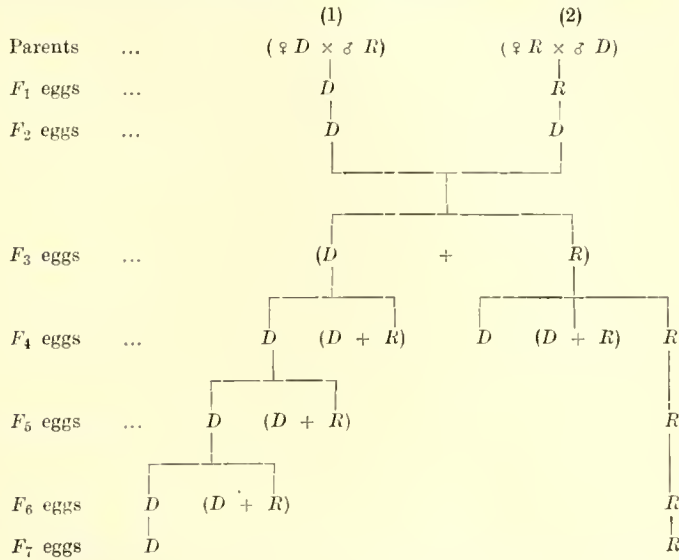 (1) (2)
Parents ... (♀ D × ♂ R) (♀ R × ♂ D)
F₁ eggs ... D R
F₂ eggs ... D D
F₃ eggs ... (D + R)
F₄ eggs ... D (D + R) D (D + R) R
F₅ eggs ... D (D + R) R
F₆ eggs D (D + R) R
F₇ eggs D R